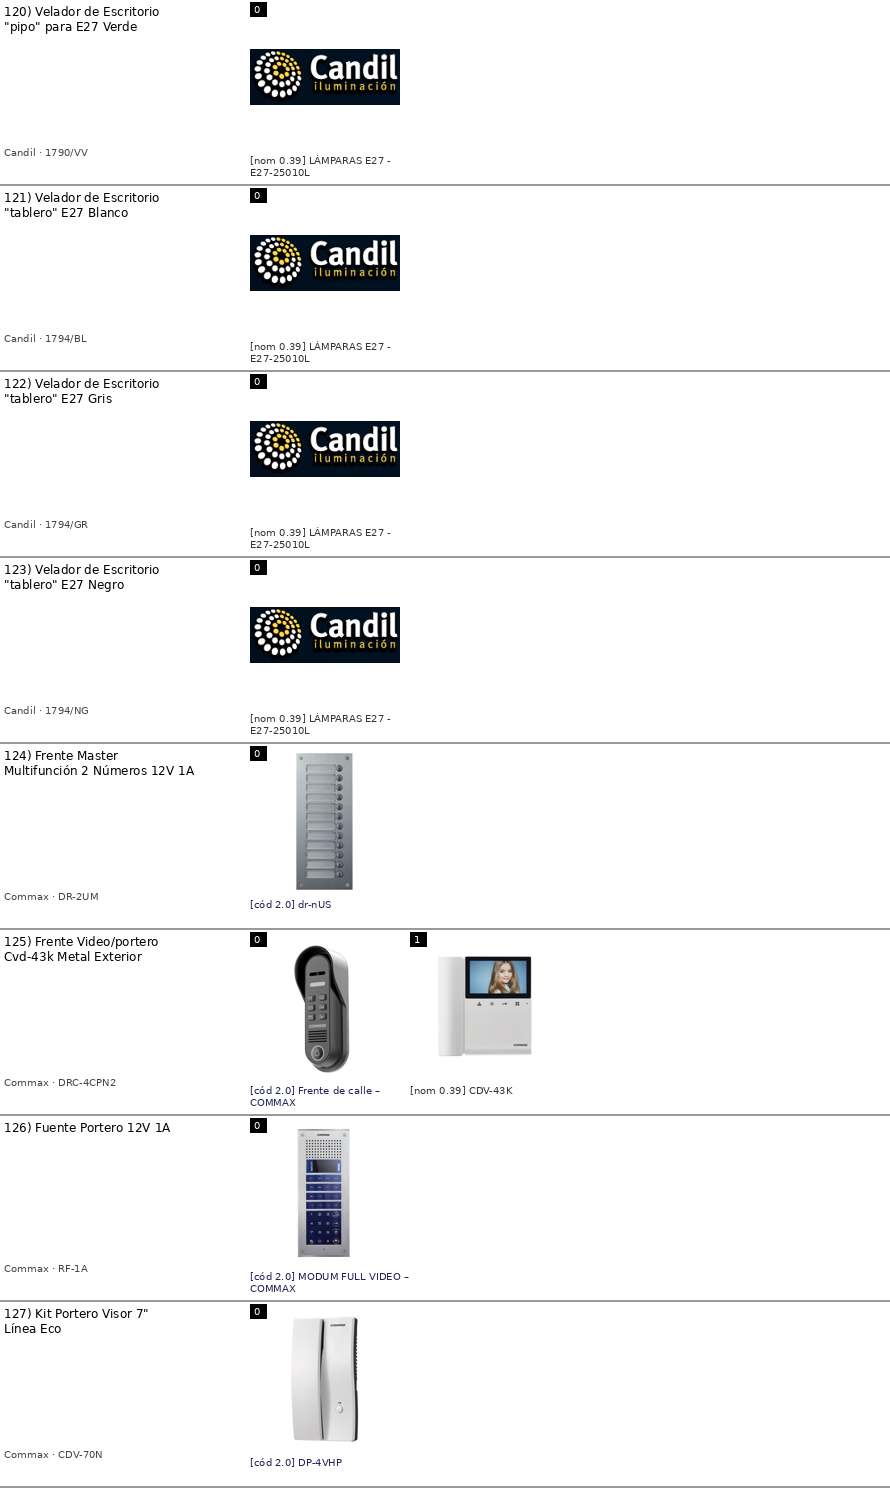 120) Velador de Escritorio
"pipo" para E27 Verde
0
Candil
iluminación
Candil · 1790/VV
[nom 0.39] LÁMPARAS E27 -
E27-25010L
121) Velador de Escritorio
"tablero" E27 Blanco
0
Candil
iluminación
Candil · 1794/BL
[nom 0.39] LÁMPARAS E27 -
E27-25010L
122) Velador de Escritorio
"tablero" E27 Gris
0
Candil
iluminación
Candil · 1794/GR
[nom 0.39] LÁMPARAS E27 -
E27-25010L
123) Velador de Escritorio
"tablero" E27 Negro
0
Candil
iluminación
Candil · 1794/NG
[nom 0.39] LÁMPARAS E27 -
E27-25010L
124) Frente Master
Multifunción 2 Números 12V 1A
0
Commax · DR-2UM
[cód 2.0] dr-nUS
125) Frente Video/portero
Cvd-43k Metal Exterior
0
1
Commax · DRC-4CPN2
[cód 2.0] Frente de calle –
COMMAX
[nom 0.39] CDV-43K
126) Fuente Portero 12V 1A
0
Commax · RF-1A
[cód 2.0] MODUM FULL VIDEO –
COMMAX
127) Kit Portero Visor 7"
Línea Eco
0
Commax · CDV-70N
[cód 2.0] DP-4VHP